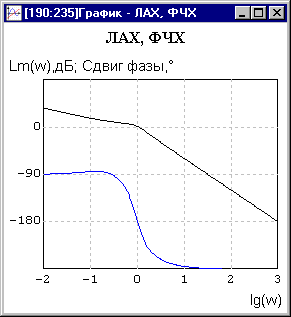 [190:235]График - ЛАХ, ФЧХ
ЛАХ, ФЧХ
Lm(w),дБ; Сдвиг фазы,°
0
-90
-180
-2 -1 0 1 2 3
lg(w)